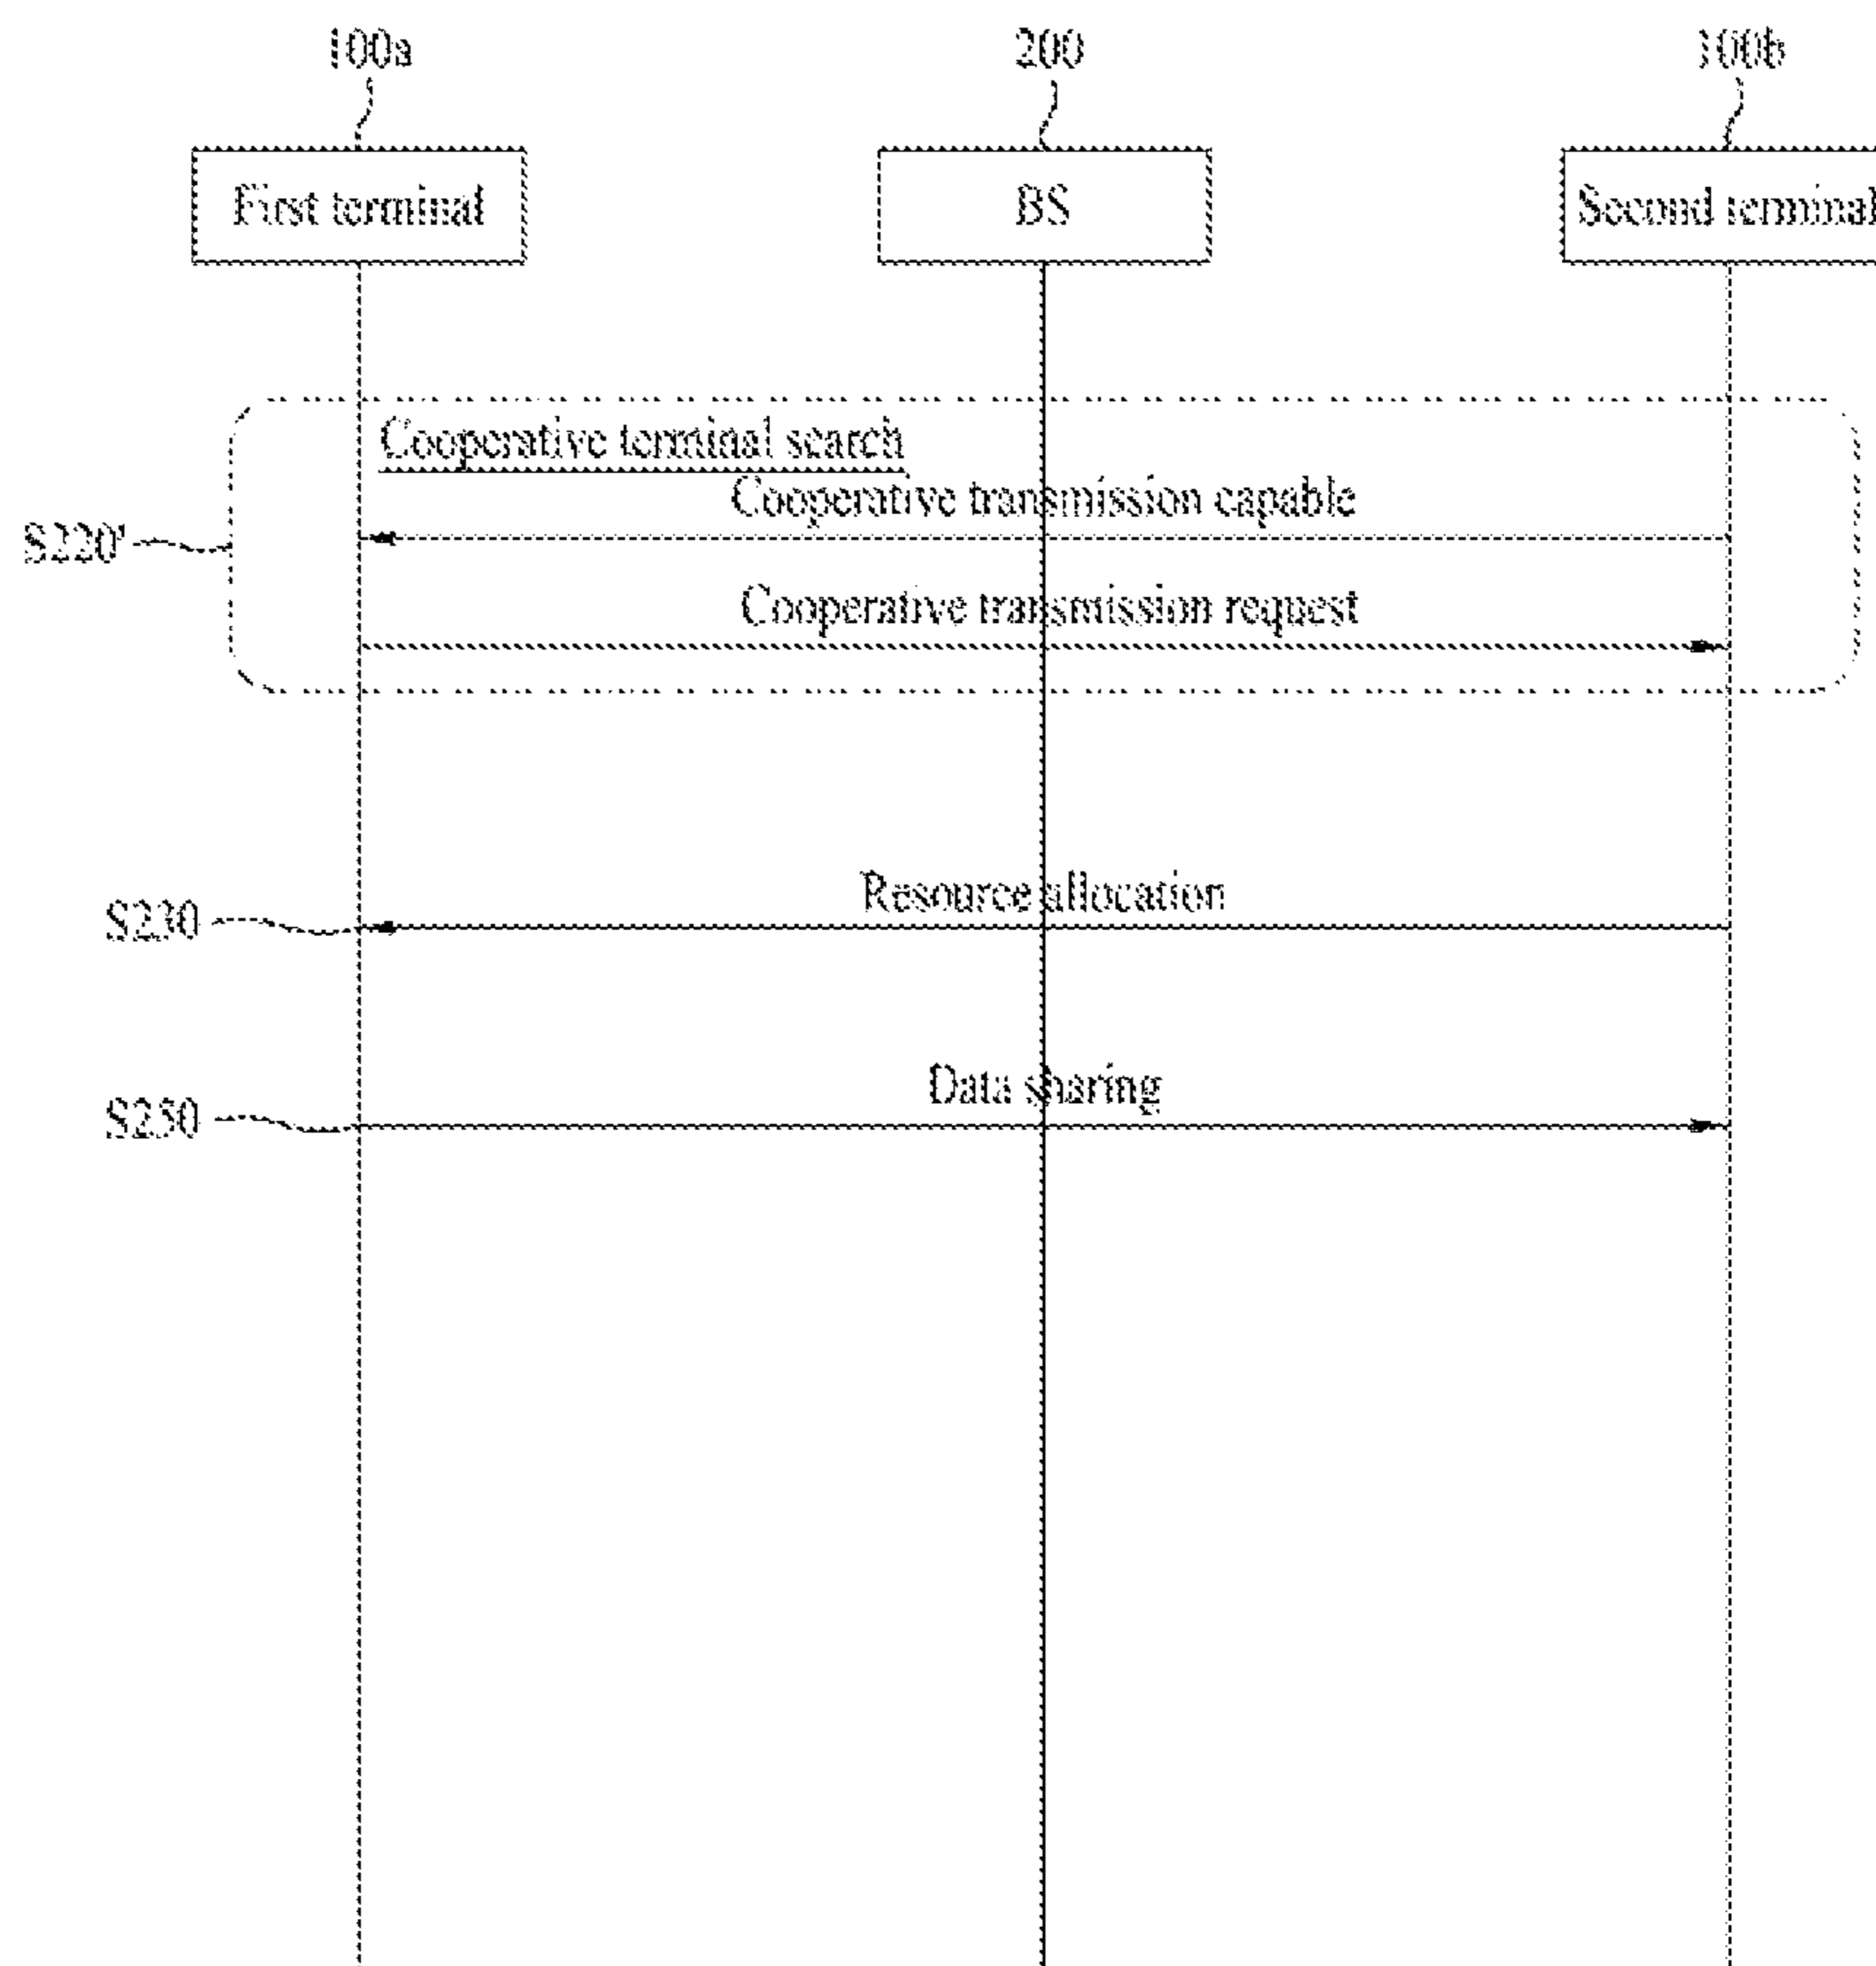 100a 200 100b
First terminal BS Second terminal
Cooperative terminal search
Cooperative transmission capable
S220'
Cooperative transmission request
Resource allocation
S230
Data sharing
S250